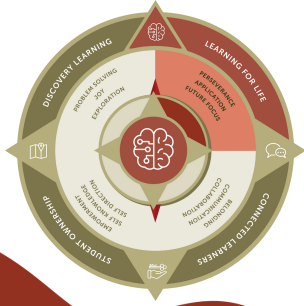 DISCOVERY LEARNING
PROBLEM SOLVING
JOY
EXPLORATION
LEARNING FOR LIFE
PERSEVERANCE
APPLICATION
FUTURE FOCUS
CONNECTED LEARNERS
BELONGING
COMMUNICATION
COLLABORATION
STUDENT OWNERSHIP
EMPOWERMENT
SELF KNOWLEDGE
SELF DIRECTION